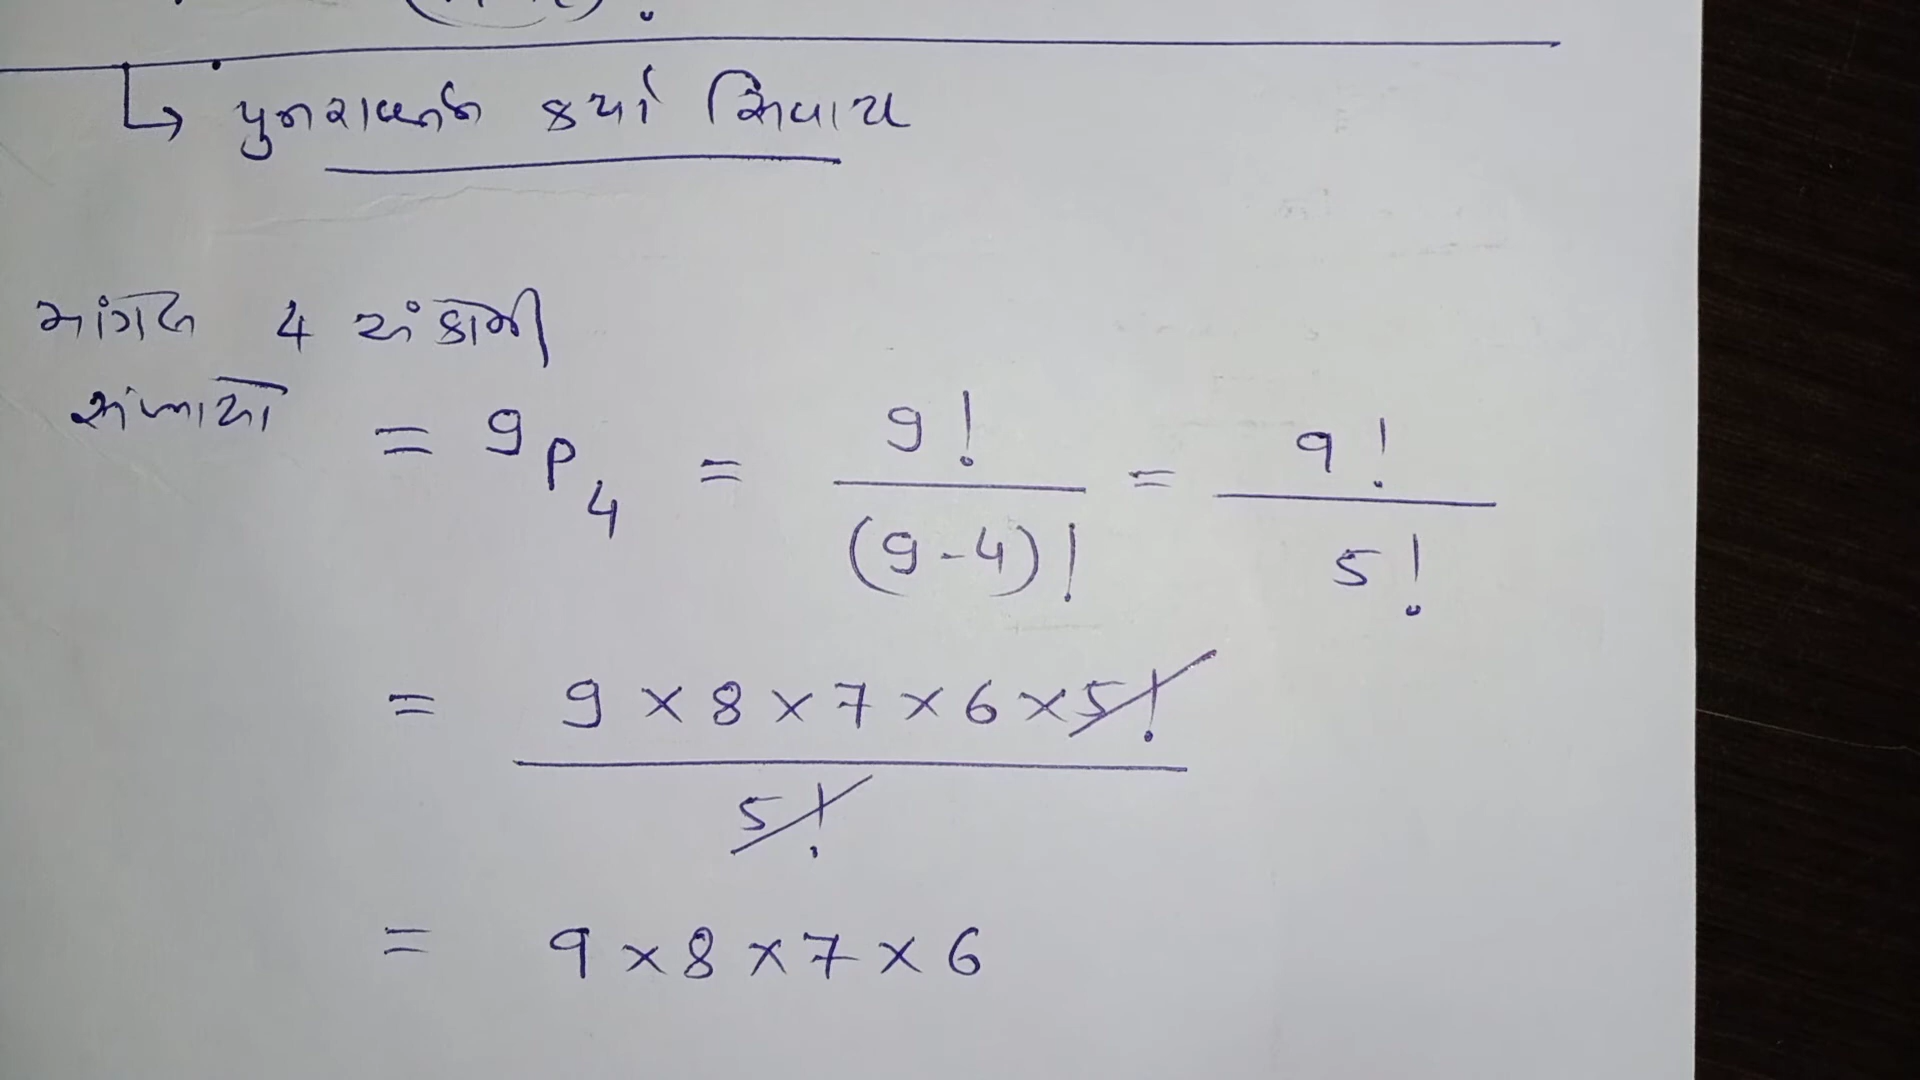 પુનરાવર્તન કર્યા સિવાય
માંગેલ 4 અંકોની
સંખ્યાઓ = 9P4 = 9! / (9-4)! = 9! / 5!
= 9 × 8 × 7 × 6 × 5! / 5!
= 9 × 8 × 7 × 6